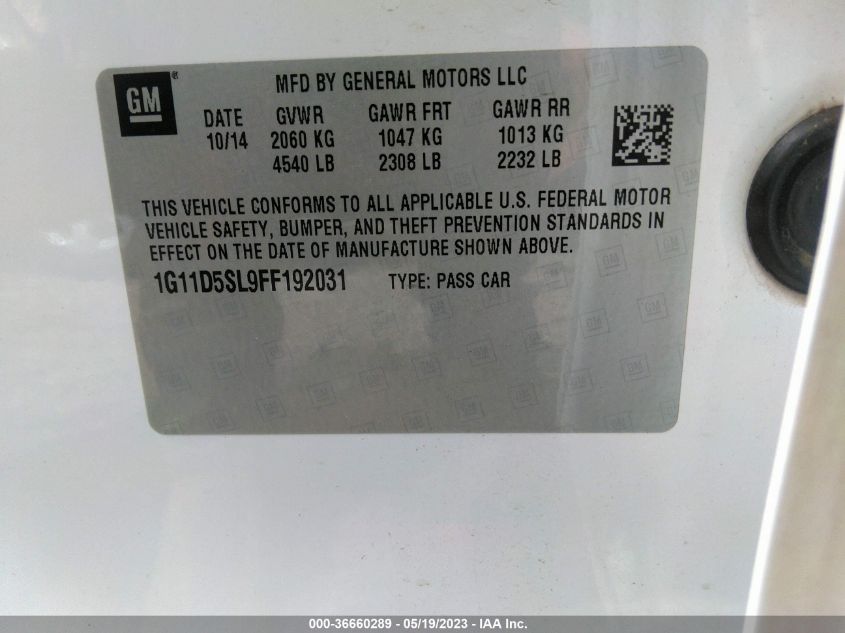 GM ®
MFD BY GENERAL MOTORS LLC
DATE GVWR GAWR FRT GAWR RR
10/14 2060 KG 1047 KG 1013 KG
4540 LB 2308 LB 2232 LB
THIS VEHICLE CONFORMS TO ALL APPLICABLE U.S. FEDERAL MOTOR
VEHICLE SAFETY, BUMPER, AND THEFT PREVENTION STANDARDS IN
EFFECT ON THE DATE OF MANUFACTURE SHOWN ABOVE.
1G11D5SL9FF192031 TYPE: PASS CAR
000-36660289 - 05/19/2023 - IAA Inc.